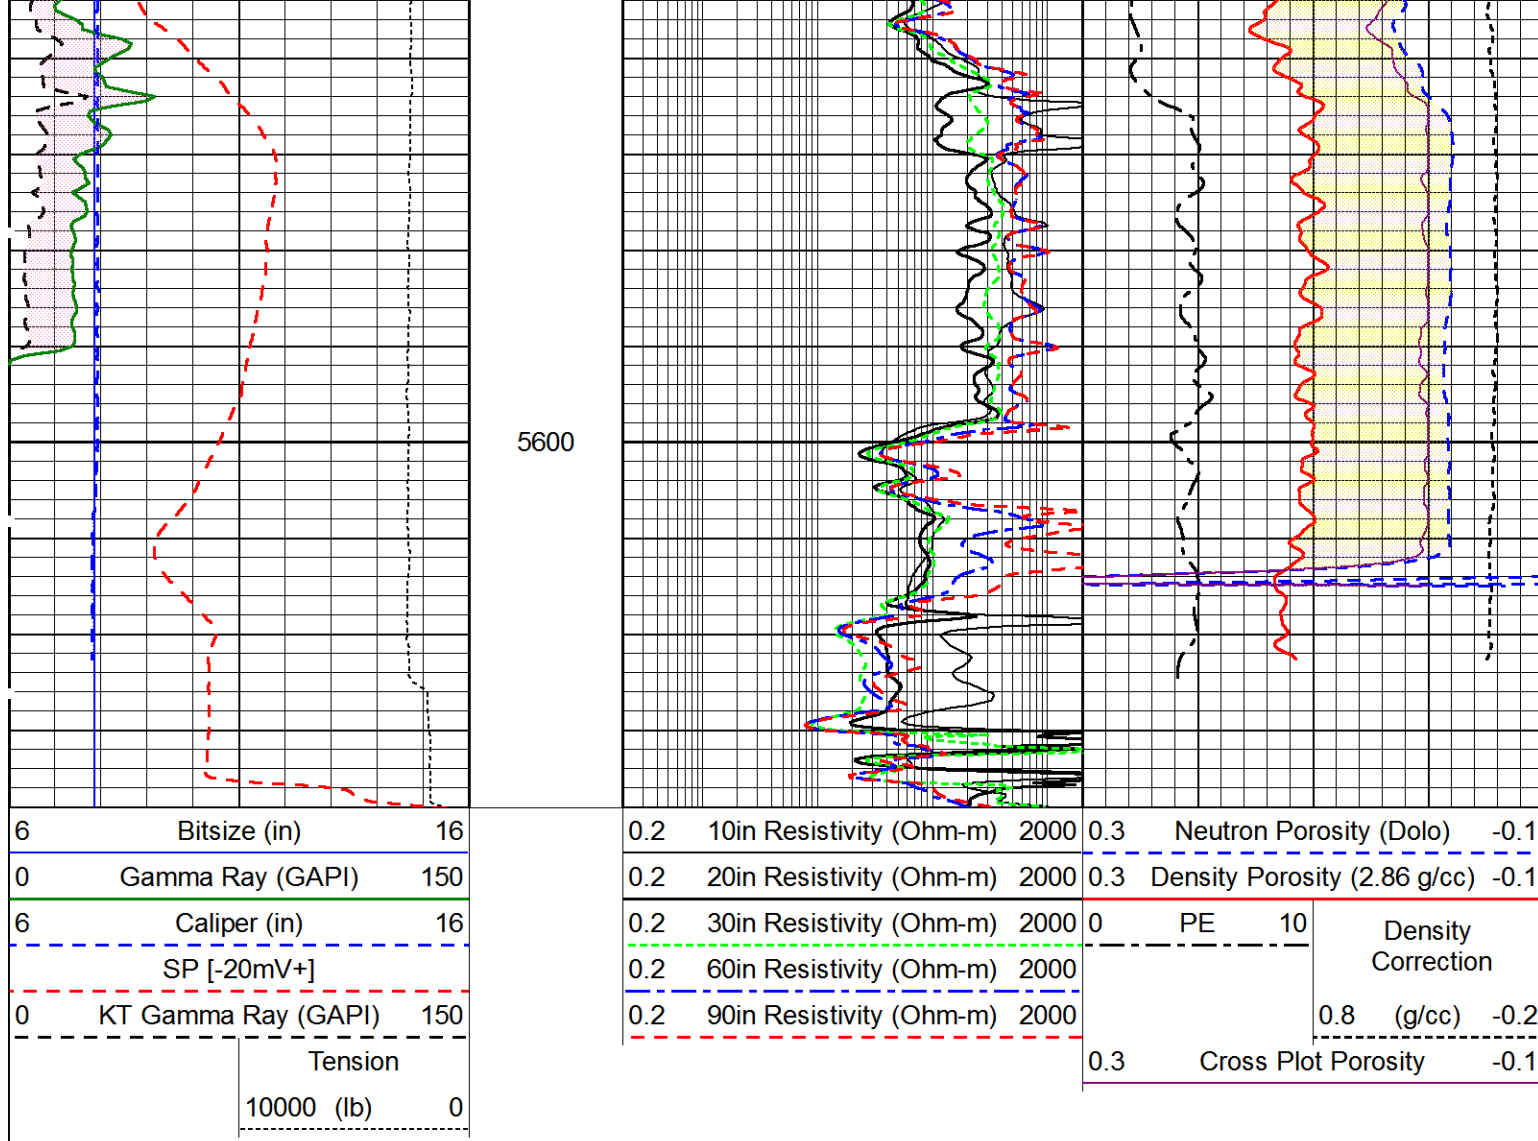 5600
6 Bitsize (in) 16
0.2 10in Resistivity (Ohm-m) 2000
0.3 Neutron Porosity (Dolo) -0.1
0 Gamma Ray (GAPI) 150
0.2 20in Resistivity (Ohm-m) 2000
0.3 Density Porosity (2.86 g/cc) -0.1
6 Caliper (in) 16
0.2 30in Resistivity (Ohm-m) 2000
0 PE 10
Density
Correction
SP [-20mV+]
0.2 60in Resistivity (Ohm-m) 2000
0 KT Gamma Ray (GAPI) 150
0.2 90in Resistivity (Ohm-m) 2000
0.8 (g/cc) -0.2
Tension
0.3 Cross Plot Porosity -0.1
10000 (lb) 0